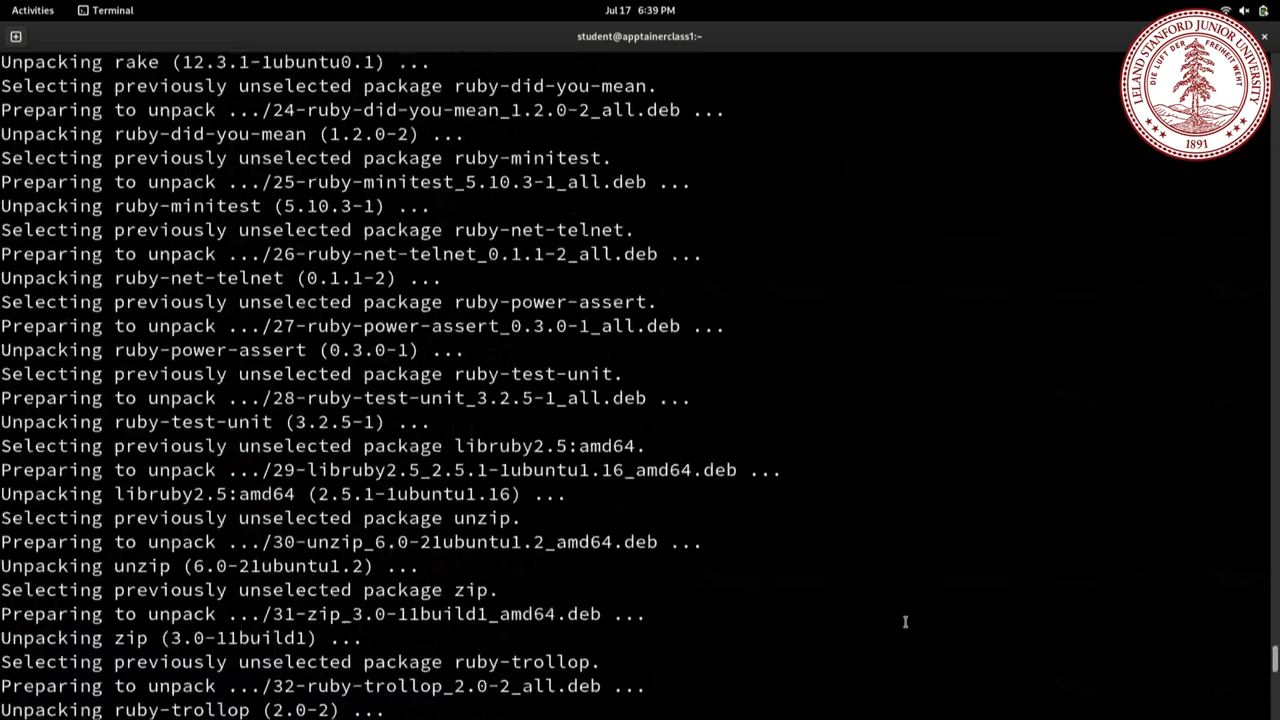 Activities Terminal Jul 17 6:39 PM
student@apptainerclass1:~
Unpacking rake (12.3.1-1ubuntu0.1) ...
Selecting previously unselected package ruby-did-you-mean.
Preparing to unpack .../24-ruby-did-you-mean_1.2.0-2_all.deb ...
Unpacking ruby-did-you-mean (1.2.0-2) ...
Selecting previously unselected package ruby-minitest.
Preparing to unpack .../25-ruby-minitest_5.10.3-1_all.deb ...
Unpacking ruby-minitest (5.10.3-1) ...
Selecting previously unselected package ruby-net-telnet.
Preparing to unpack .../26-ruby-net-telnet_0.1.1-2_all.deb ...
Unpacking ruby-net-telnet (0.1.1-2) ...
Selecting previously unselected package ruby-power-assert.
Preparing to unpack .../27-ruby-power-assert_0.3.0-1_all.deb ...
Unpacking ruby-power-assert (0.3.0-1) ...
Selecting previously unselected package ruby-test-unit.
Preparing to unpack .../28-ruby-test-unit_3.2.5-1_all.deb ...
Unpacking ruby-test-unit (3.2.5-1) ...
Selecting previously unselected package libruby2.5:amd64.
Preparing to unpack .../29-libruby2.5_2.5.1-1ubuntu1.16_amd64.deb ...
Unpacking libruby2.5:amd64 (2.5.1-1ubuntu1.16) ...
Selecting previously unselected package unzip.
Preparing to unpack .../30-unzip_6.0-21ubuntu1.2_amd64.deb ...
Unpacking unzip (6.0-21ubuntu1.2) ...
Selecting previously unselected package zip.
Preparing to unpack .../31-zip_3.0-11build1_amd64.deb ...
Unpacking zip (3.0-11build1) ...
Selecting previously unselected package ruby-trollop.
Preparing to unpack .../32-ruby-trollop_2.0-2_all.deb ...
Unpacking ruby-trollop (2.0-2) ...
LELAND STANFORD JUNIOR UNIVERSITY
DIE LUFT DER FREIHEIT WEHT
1891